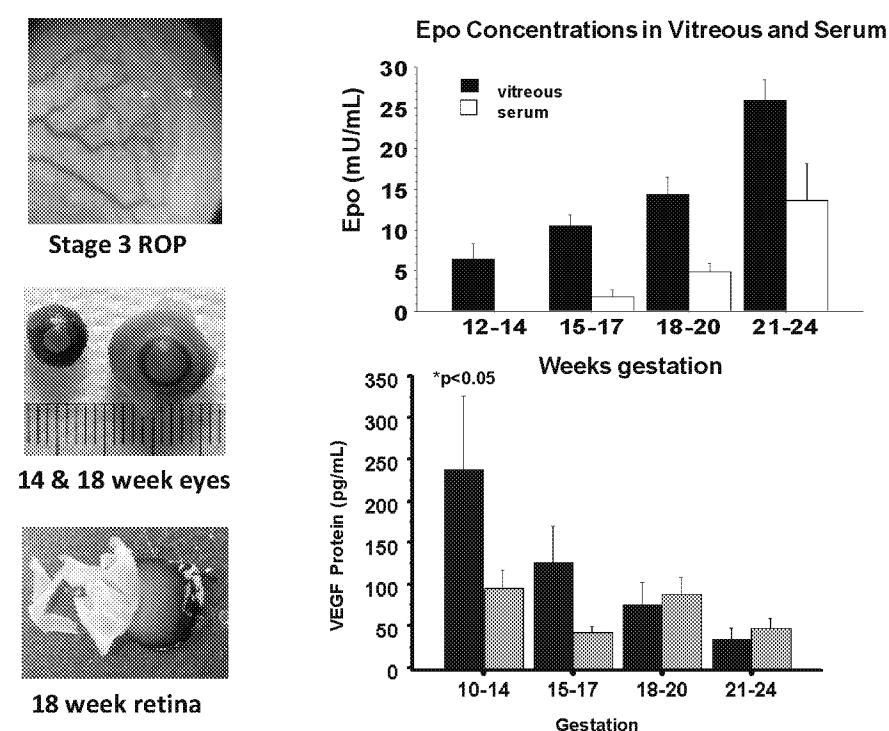 Stage 3 ROP
14 & 18 week eyes
18 week retina
Epo Concentrations in Vitreous and Serum
Epo (mU/mL)
30
25
20
15
10
5
0
vitreous
serum
12-14 15-17 18-20 21-24
Weeks gestation
VEGF Protein (pg/mL)
350
300
250
200
150
100
50
0
*p<0.05
10-14 15-17 18-20 21-24
Gestation